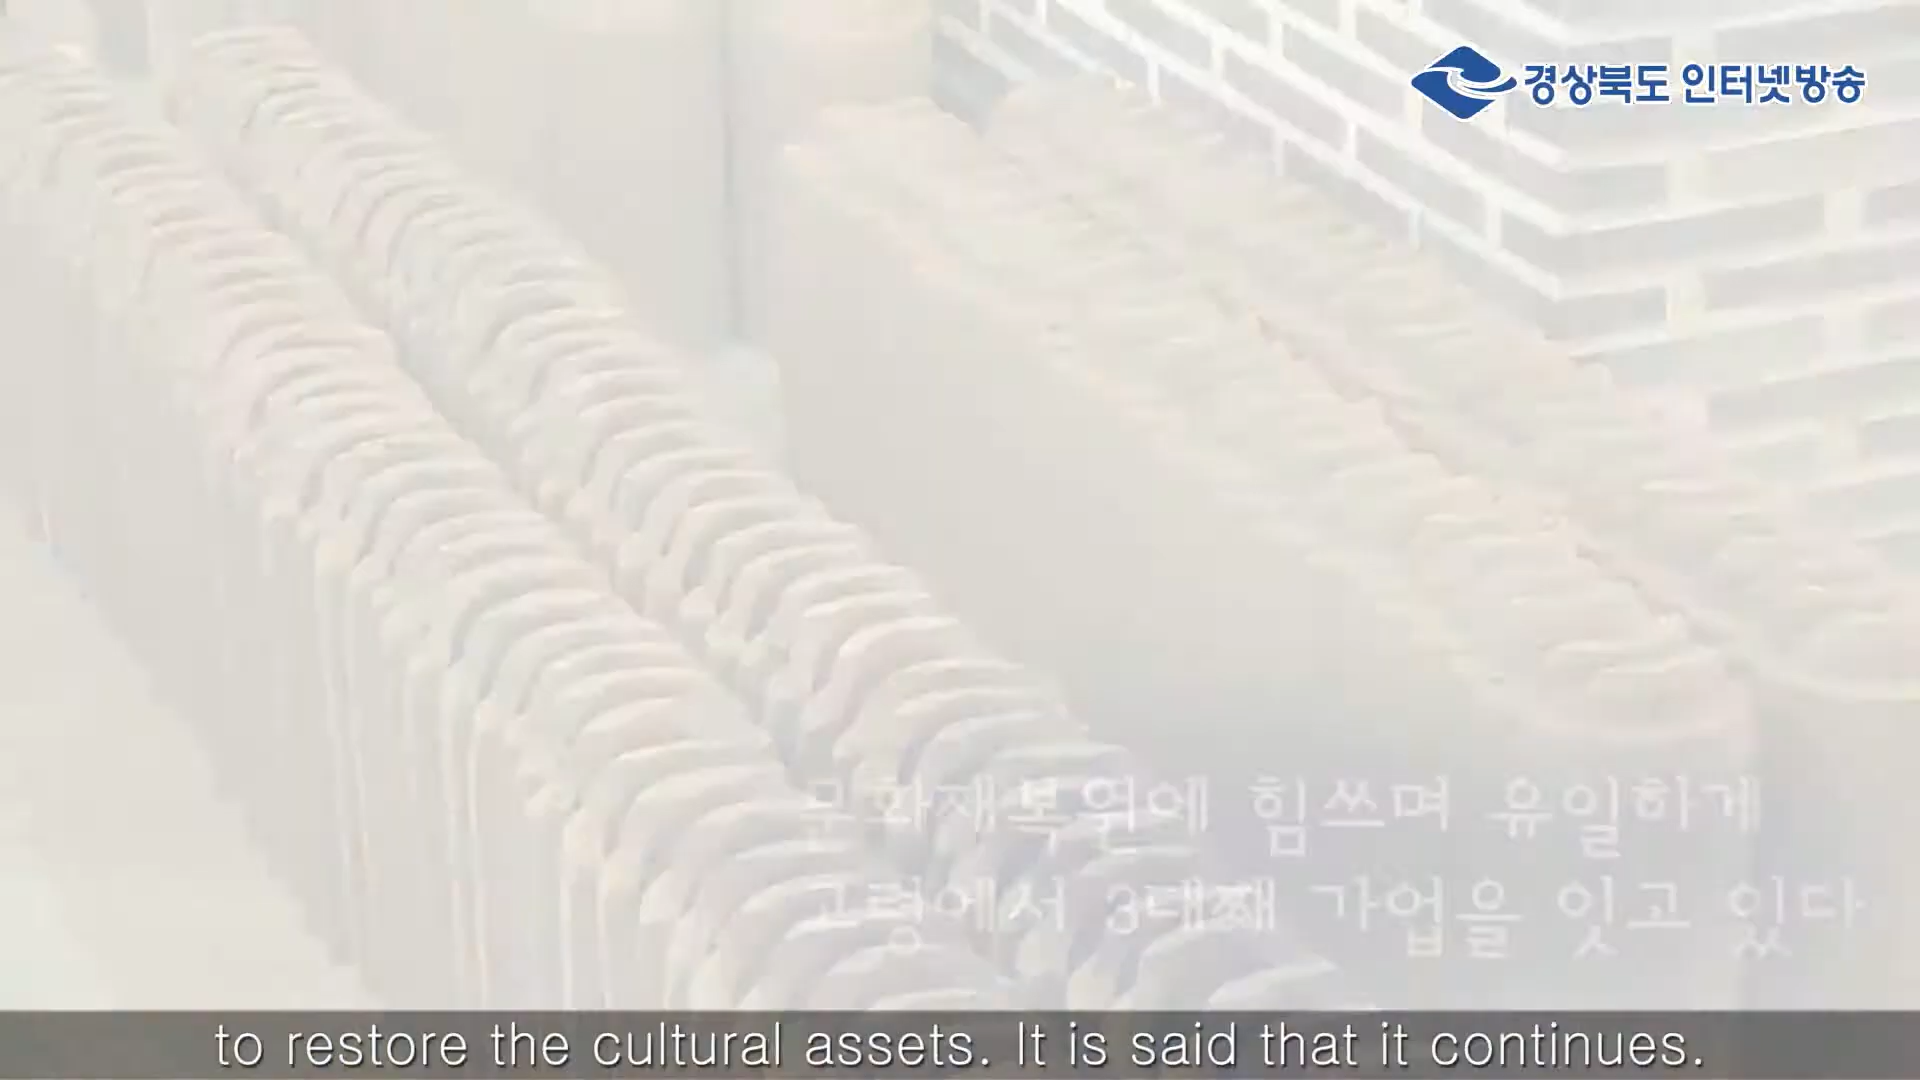 경상북도 인터넷방송
문화재복원에 힘쓰며 유일하게
고령에서 3대째 가업을 잇고 있다
to restore the cultural assets. It is said that it continues.